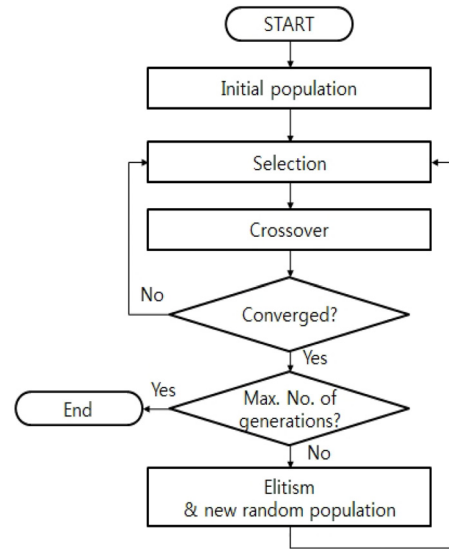 START
Initial population
Selection
Crossover
No
Converged?
Yes
Yes
Max. No. of
generations?
End
No
Elitism
& new random population